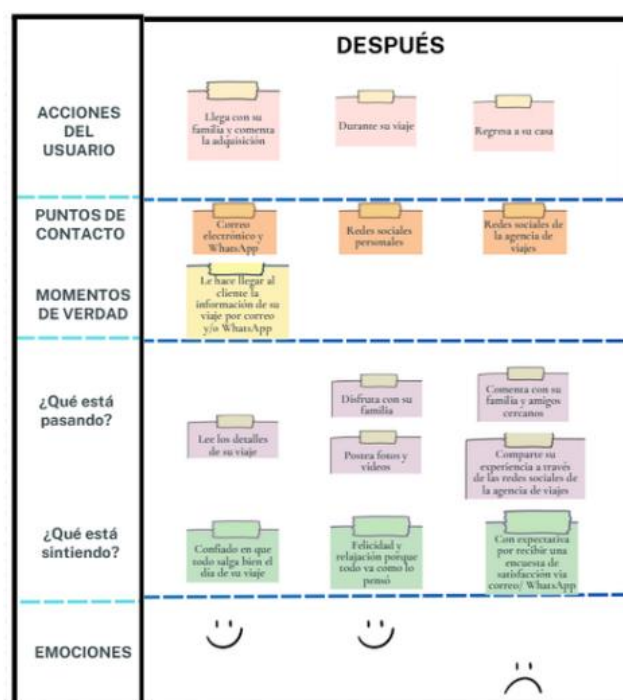 DESPUÉS
ACCIONES
DEL
USUARIO
Llega con su
familia y comenta
la adquisición
Durante su viaje
Regresa a su casa
PUNTOS DE
CONTACTO
Correo
electrónico y
WhatsApp
Redes sociales
personales
Redes sociales de
la agencia de
viajes
MOMENTOS
DE VERDAD
Le hace llegar al
cliente la
información de su
viaje por correo
y/o WhatsApp
¿Qué está
pasando?
Lee los detalles
de su viaje
Disfruta con su
familia
Postea fotos y
videos
Comenta con su
familia y amigos
cercanos
Comparte su
experiencia a través
de las redes sociales de
la agencia de viajes
¿Qué está
sintiendo?
Confiado en que
todo salga bien el
día de su viaje
Felicidad y
relajación porque
todo va como lo
pensó
Con expectativa
por recibir una
encuesta de
satisfacción via
correo/ WhatsApp
EMOCIONES